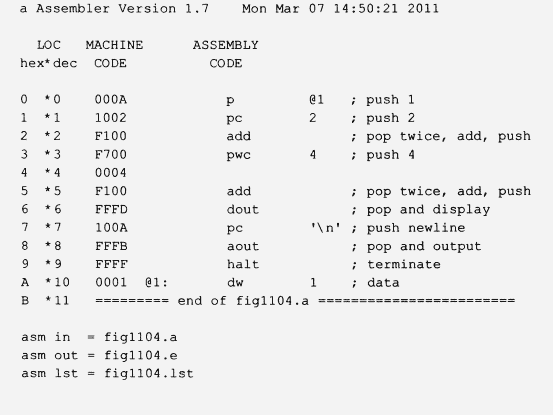 a Assembler Version 1.7    Mon Mar 07 14:50:21 2011
LOC   MACHINE      ASSEMBLY
hex*dec  CODE         CODE
0  *0    000A            p         @1   ; push 1
1  *1    1002            pc        2    ; push 2
2  *2    F100            add            ; pop twice, add, push
3  *3    F700            pwc       4    ; push 4
4  *4    0004
5  *5    F100            add            ; pop twice, add, push
6  *6    FFFD            dout           ; pop and display
7  *7    100A            pc        '\n' ; push newline
8  *8    FFFB            aout           ; pop and output
9  *9    FFFF            halt           ; terminate
A  *10   0001  @1:       dw        1    ; data
B  *11   ========= end of fig1104.a ========================
asm in  = fig1104.a
asm out = fig1104.e
asm lst = fig1104.lst